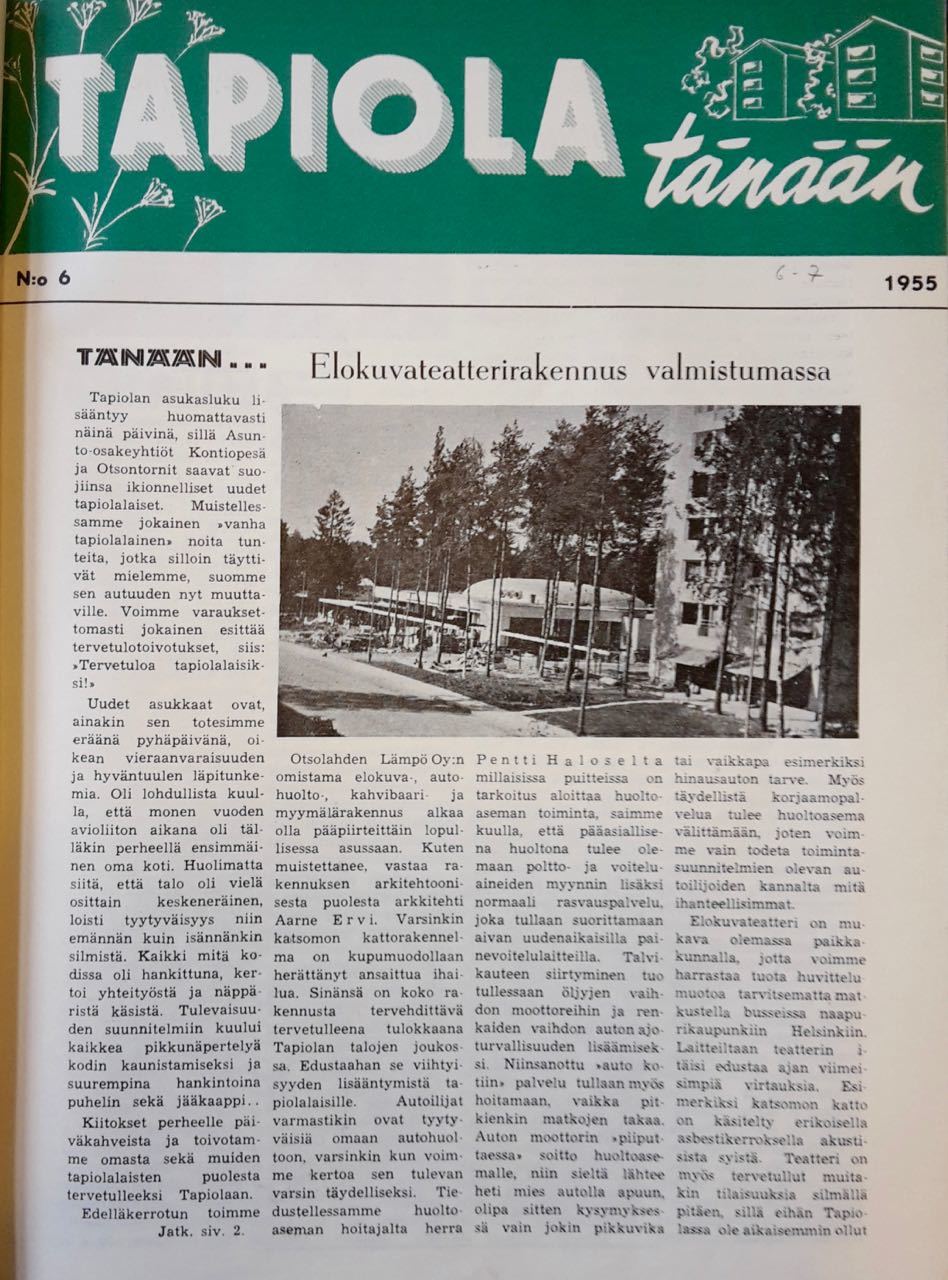 TAPIOLA
tänään
N:o 6
6-7
1955
TÄNÄÄN...
Tapiolan asukasluku li-
sääntyy huomattavasti
näinä päivinä, sillä Asun-
to-osakeyhtiöt Kontiopesä
ja Otsontornit saavat suo-
jiinsa ikionnelliset uudet
tapiolalaiset. Muistelles-
samme jokainen »vanha
tapiolalainen» noita tun-
teita, jotka silloin täytti-
vät mielemme, suomme
sen autuuden nyt muutta-
ville. Voimme varaukset-
tomasti jokainen esittää
tervetulotoivotukset, siis:
»Tervetuloa tapiolalaisik-
si!»
Uudet asukkaat ovat,
ainakin sen totesimme
eräänä pyhäpäivänä, oi-
kean vieraanvaraisuuden
ja hyväntuulen läpitunke-
mia. Oli lohdullista kuul-
la, että monen vuoden
avioliiton aikana oli täl-
läkin perheellä ensimmäi-
nen oma koti. Huolimatta
siitä, että talo oli vielä
osittain keskeneräinen,
loisti tyytyväisyys niin
emännän kuin isännänkin
silmistä. Kaikki mitä ko-
dissa oli hankittuna, ker-
toi yhteityöstä ja näppä-
ristä käsistä. Tulevaisuu-
den suunnitelmiin kuului
kaikkea pikkunäpertelyä
kodin kaunistamiseksi ja
suurempina hankintoina
puhelin sekä jääkaappi..
Kiitokset perheelle päi-
väkahveista ja toivotam-
me omasta sekä muiden
tapiolalaisten puolesta
tervetulleeksi Tapiolaan.
Edelläkerrotun toimme
Jatk. siv. 2.
Elokuvateatterirakennus valmistumassa
Otsolahden Lämpö Oy:n
omistama elokuva-, auto-
huolto-, kahvibaari- ja
myymälärakennus alkaa
olla pääpiirteittäin lopul-
lisessa asussaan. Kuten
muistettanee, vastaa ra-
kennuksen arkitehtooni-
sesta puolesta arkkitehti
Aarne Ervi. Varsinkin
katsomon kattorakennel-
ma on kupumuodollaan
herättänyt ansaittua ihai-
lua. Sinänsä on koko ra-
kennusta tervehdittävä
tervetulleena tulokkaana
Tapiolan talojen joukos-
sa. Edustaahan se viihtyi-
syyden lisääntymistä ta-
piolalaisille. Autoilijat
varmastikin ovat tyyty-
väisiä omaan autohuol-
toon, varsinkin kun voim-
me kertoa sen tulevan
varsin täydelliseksi. Tie-
dustellessamme huolto-
aseman hoitajalta herra
Pentti Haloselta
millaisissa puitteissa on
tarkoitus aloittaa huolto-
aseman toiminta, saimme
kuulla, että pääasiallise-
na huoltona tulee ole-
maan poltto- ja voitelu-
aineiden myynnin lisäksi
normaali rasvauspalvelu,
joka tullaan suorittamaan
aivan uudenaikaisilla pai-
nevoitelulaitteilla. Talvi-
kauteen siirtyminen tuo
tullessaan öljyjen vaih-
don moottoreihin ja ren-
kaiden vaihdon auton ajo-
turvallisuuden lisäämisek-
si. Niinsanottu »auto ko-
tiin» palvelu tullaan myös
hoitamaan, vaikka pit-
kienkin matkojen takaa.
Auton moottorin »piiput-
taessa» soitto huoltoase-
malle, niin sieltä lähtee
heti mies autolla apuun,
olipa sitten kysymykses-
sä vain jokin pikkuvika
tai vaikkapa esimerkiksi
hinausauton tarve. Myös
täydellistä korjaamopal-
velua tulee huoltoasema
välittämään, joten voim-
me vain todeta toiminta-
suunnitelmien olevan au-
toilijoiden kannalta mitä
ihanteellisimmat.
Elokuvateatteri on mu-
kava olemassa paikka-
kunnalla, jotta voimme
harrastaa tuota huvittelu-
muotoa tarvitsematta mat-
kustella busseissa naapu-
rikaupunkiin Helsinkiin.
Laitteiltaan teatterin i-
täisi edustaa ajan viimei-
simpiä virtauksia. Esi-
merkiksi katsomon katto
on käsitelty erikoisella
asbestikerroksella akusti-
sista syistä. Teatteri on
myös tervetullut muita-
kin tilaisuuksia silmällä
pitäen, sillä eihän Tapio-
lassa ole aikaisemmin ollut